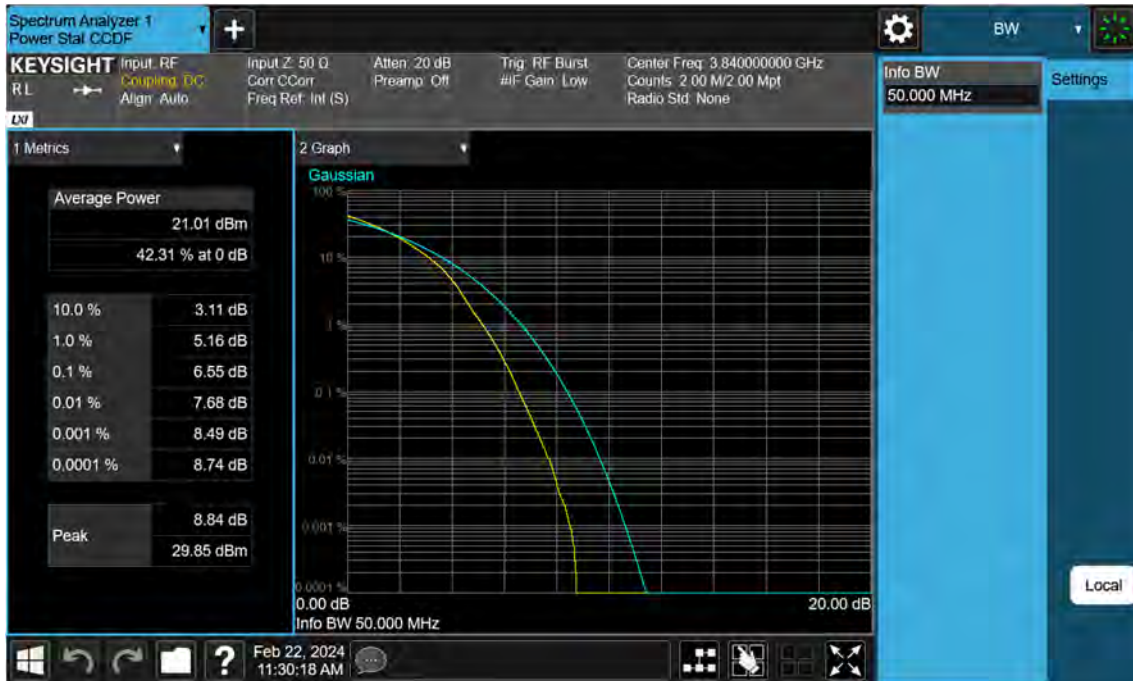 Spectrum Analyzer 1
Power Stat CCDF
+
BW
KEYSIGHT
RL
LXI
Input: RF
Coupling: DC
Align: Auto
Input Z: 50 Ω
Corr CCorr
Freq Ref: Int (S)
Atten: 20 dB
Preamp: Off
Trig: RF Burst
#IF Gain: Low
Center Freq: 3.840000000 GHz
Counts: 2.00 M/2.00 Mpt
Radio Std: None
Info BW
50.000 MHz
Settings
1 Metrics
2 Graph
Average Power
21.01 dBm
42.31 % at 0 dB
10.0 % 3.11 dB
1.0 % 5.16 dB
0.1 % 6.55 dB
0.01 % 7.68 dB
0.001 % 8.49 dB
0.0001 % 8.74 dB
Peak
8.84 dB
29.85 dBm
Gaussian
100 %
10 %
1 %
0.1 %
0.01 %
0.001 %
0.0001 %
0.00 dB 20.00 dB
Info BW 50.000 MHz
Local
?
Feb 22, 2024
11:30:18 AM